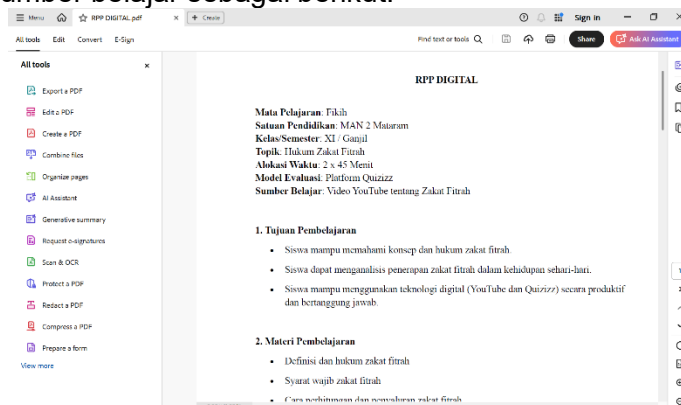 umber belajar sebagai berikut:
Menu RPP DIGITAL.pdf × + Create Sign in
All tools Edit Convert E-Sign Find text or tools Share Ask AI Assistant
All tools ×
Export a PDF
Edit a PDF
Create a PDF
Combine files
Organize pages
AI Assistant
Generative summary
Request e-signatures
Scan & OCR
Protect a PDF
Redact a PDF
Compress a PDF
Prepare a form
View more
RPP DIGITAL
Mata Pelajaran: Fikih
Satuan Pendidikan: MAN 2 Mataram
Kelas/Semester: XI / Ganjil
Topik: Hukum Zakat Fitrah
Alokasi Waktu: 2 x 45 Menit
Model Evaluasi: Platform Quizizz
Sumber Belajar: Video YouTube tentang Zakat Fitrah
1. Tujuan Pembelajaran
• Siswa mampu memahami konsep dan hukum zakat fitrah.
• Siswa dapat menganalisis penerapan zakat fitrah dalam kehidupan sehari-hari.
• Siswa mampu menggunakan teknologi digital (YouTube dan Quizizz) secara produktif
dan bertanggung jawab.
2. Materi Pembelajaran
• Definisi dan hukum zakat fitrah
• Syarat wajib zakat fitrah
• Cara perhitungan dan penyaluran zakat fitrah